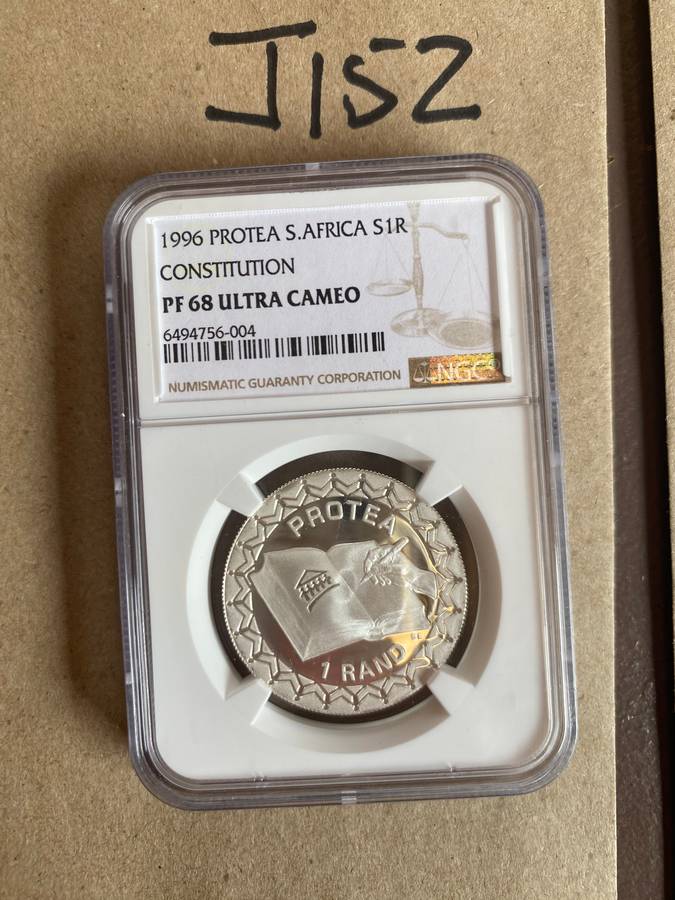 J152
1996 PROTEA S.AFRICA S1R
CONSTITUTION
PF 68 ULTRA CAMEO
6494756-004
NUMISMATIC GUARANTY CORPORATION
NGC
PROTEA
1 RAND